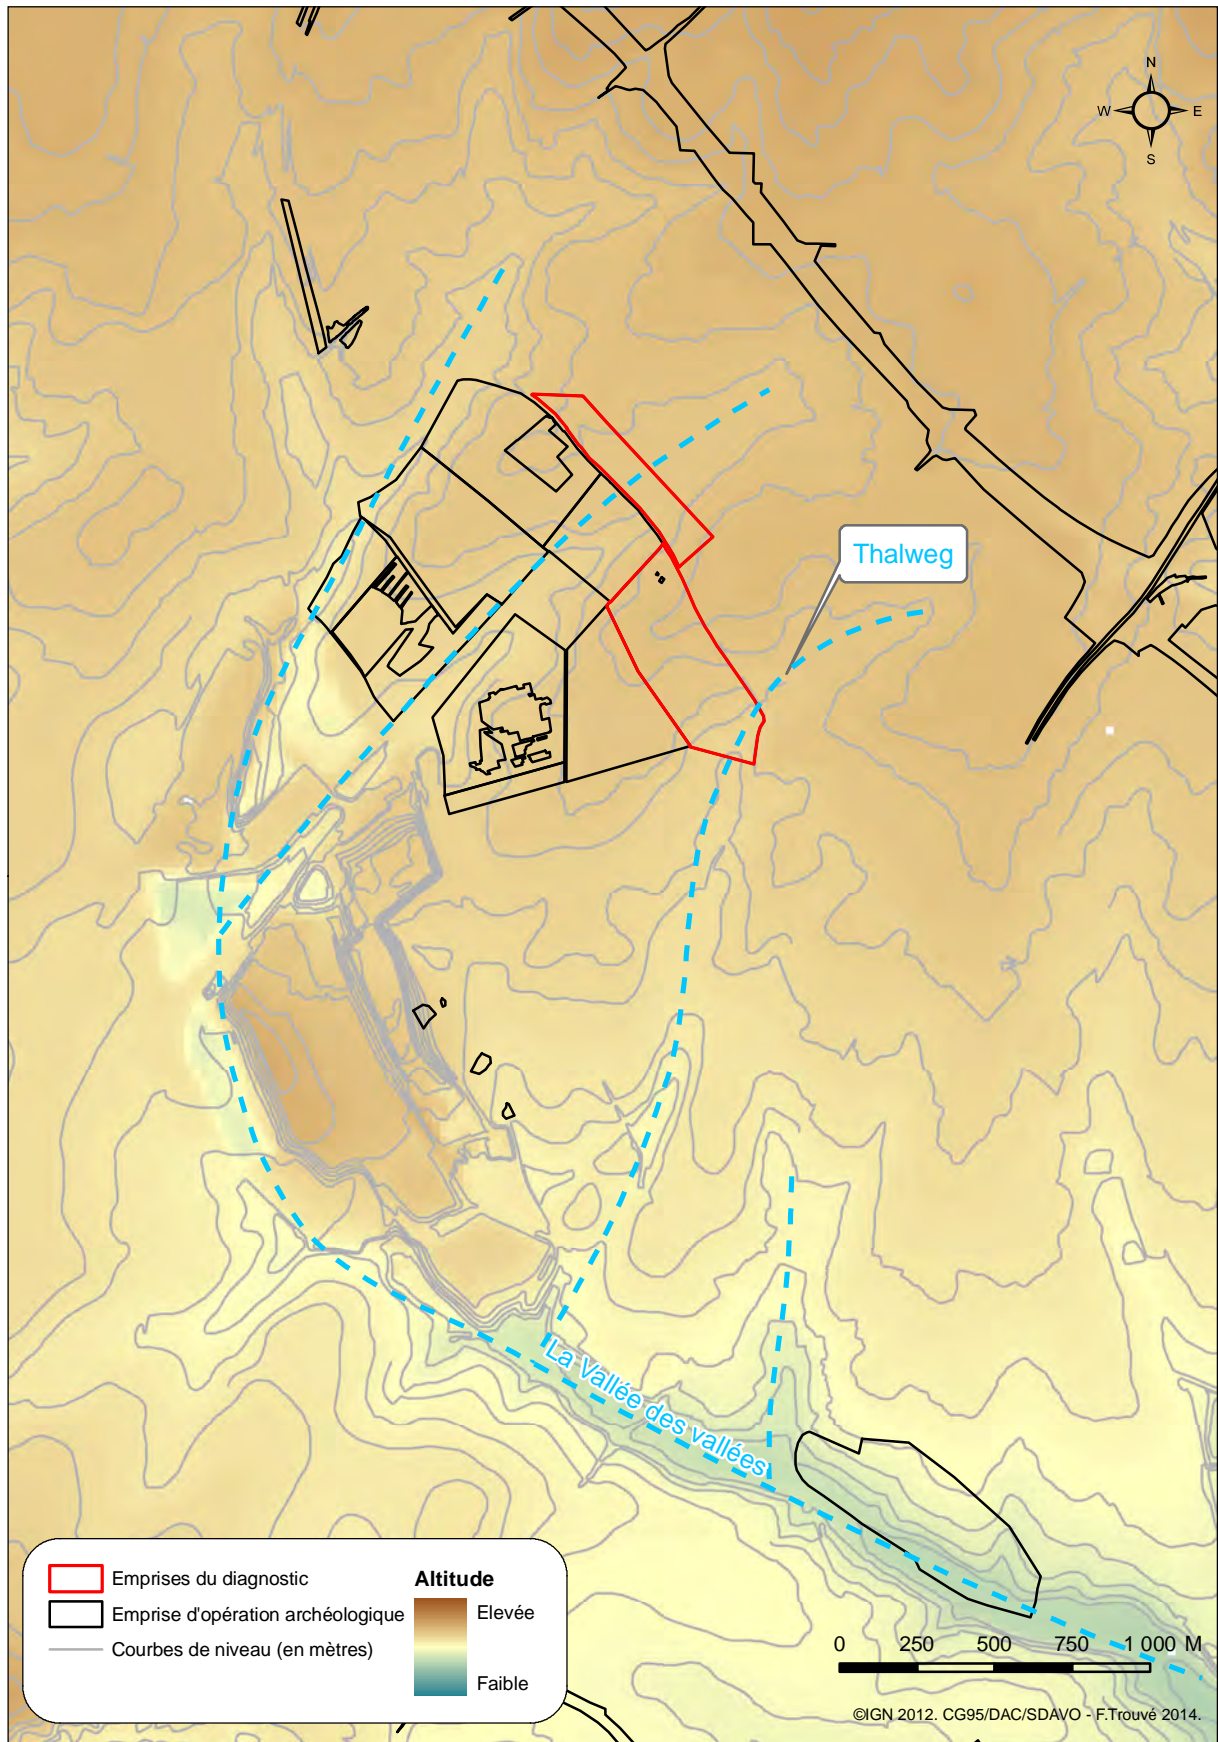 N
W
E
S
Thalweg
La Vallée des vallées
Emprises du diagnostic
Emprise d'opération archéologique
Courbes de niveau (en mètres)
Altitude
Elevée
Faible
0 250 500 750 1 000 M
©IGN 2012. CG95/DAC/SDAVO - F.Trouvé 2014.